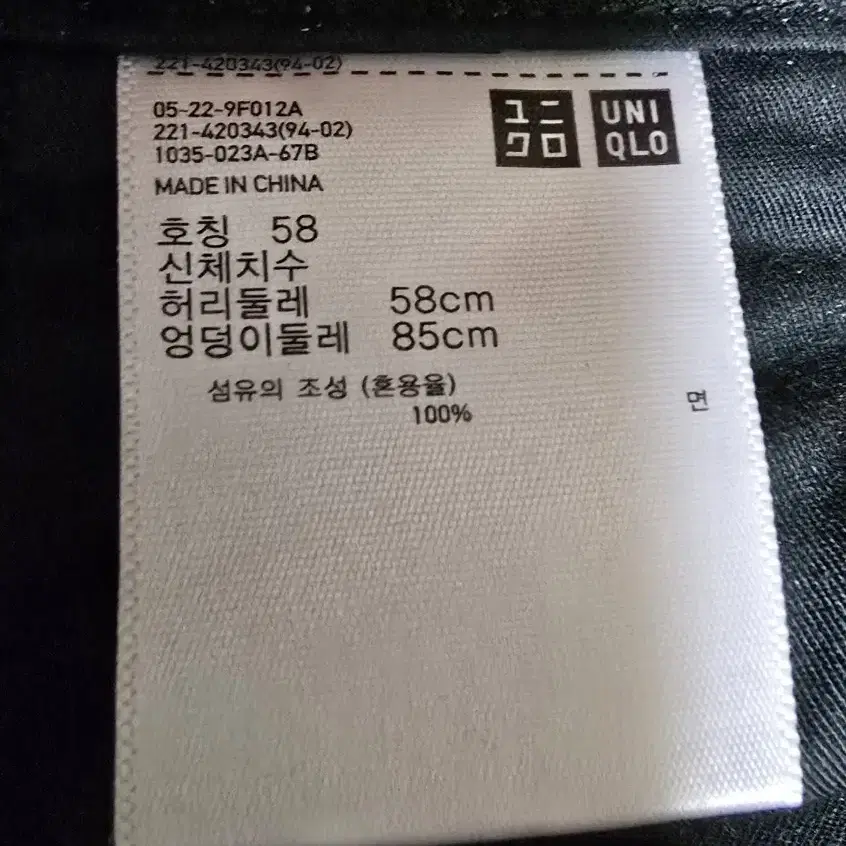 221-420343(94-02)
05-22-9F012A
221-420343(94-02)
1035-023A-67B
MADE IN CHINA
ユニ
クロ
UNI
QLO
호칭 58
신체치수
허리둘레 58cm
엉덩이둘레 85cm
섬유의 조성 (혼용율)
면
100%